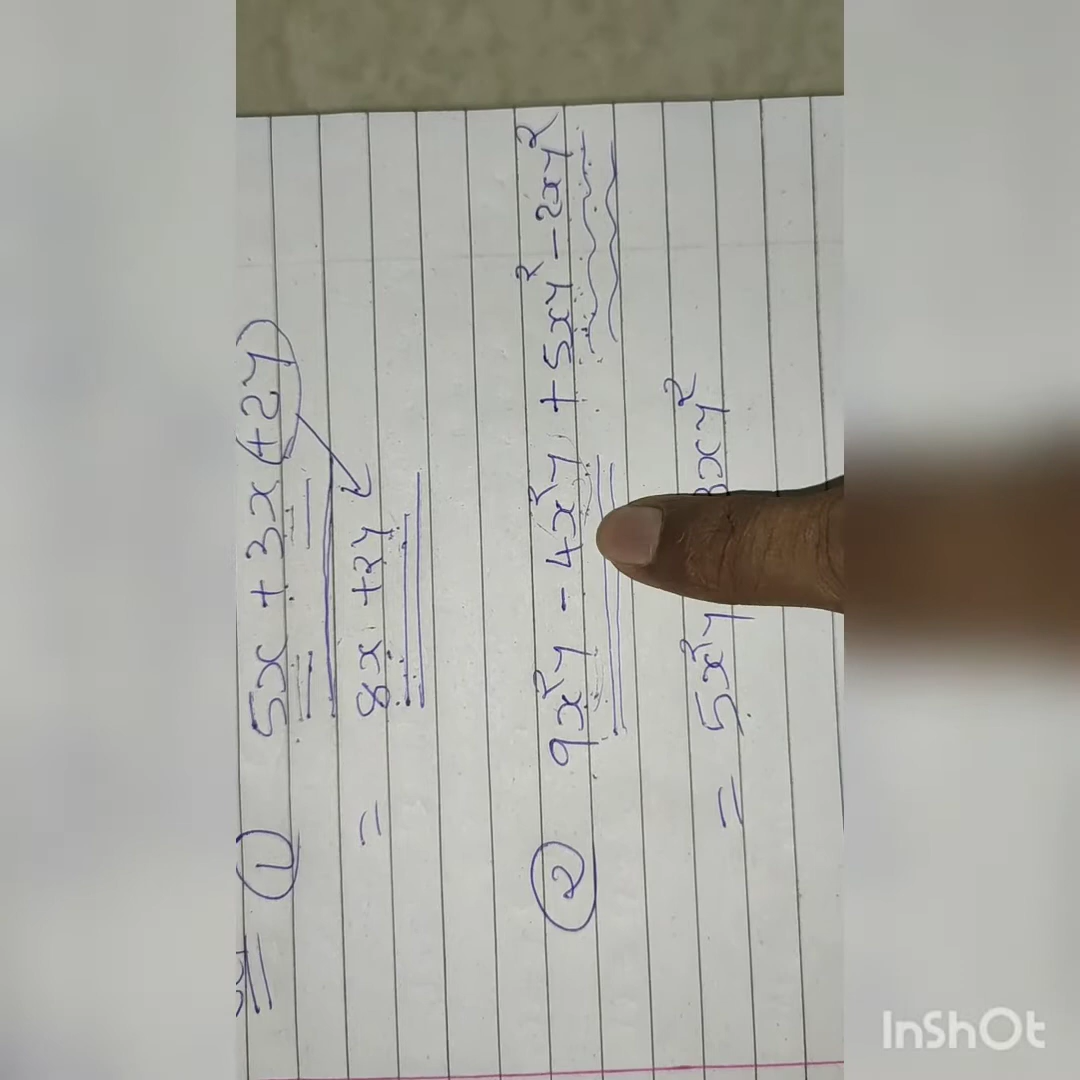 ① 5x + 3x (+2y)
= 8x +2y
② 9x²y - 4x²y + 5xy² - 2xy²
= 5x²y 3xy²
InShOt